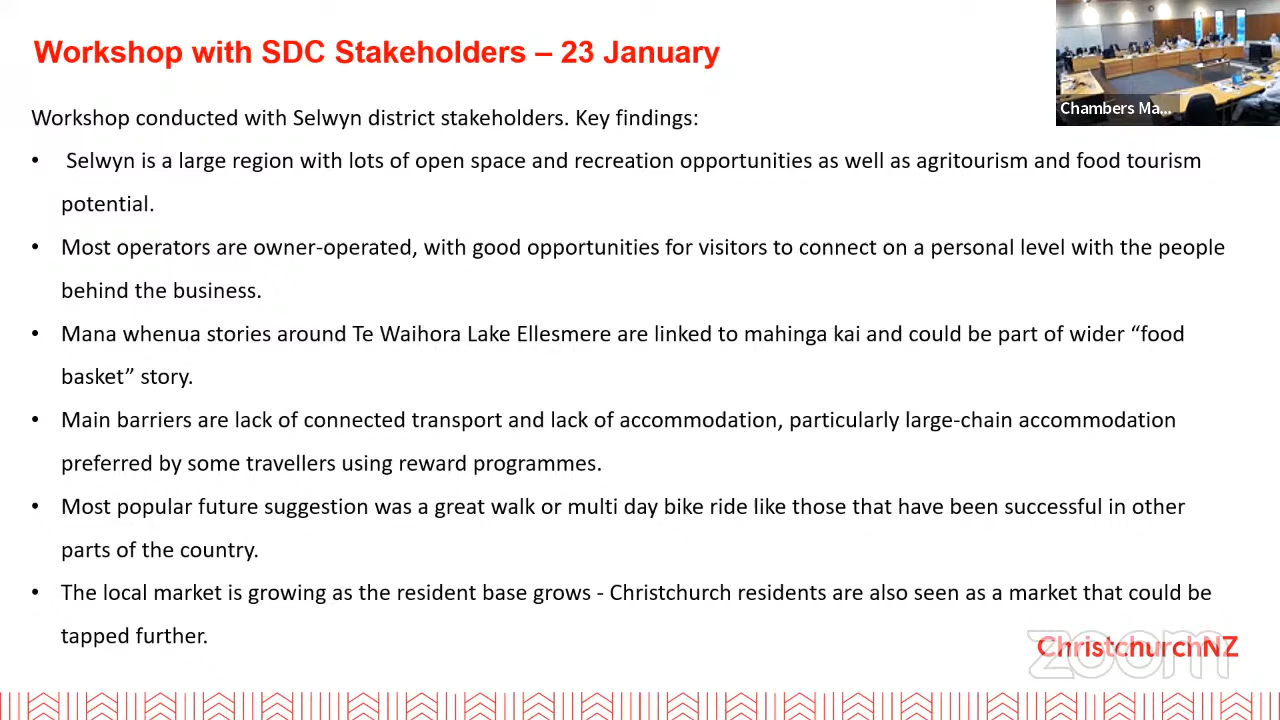 Workshop with SDC Stakeholders – 23 January
Chambers Ma...
Workshop conducted with Selwyn district stakeholders. Key findings:
• Selwyn is a large region with lots of open space and recreation opportunities as well as agritourism and food tourism
potential.
• Most operators are owner-operated, with good opportunities for visitors to connect on a personal level with the people
behind the business.
• Mana whenua stories around Te Waihora Lake Ellesmere are linked to mahinga kai and could be part of wider “food
basket” story.
• Main barriers are lack of connected transport and lack of accommodation, particularly large-chain accommodation
preferred by some travellers using reward programmes.
• Most popular future suggestion was a great walk or multi day bike ride like those that have been successful in other
parts of the country.
• The local market is growing as the resident base grows - Christchurch residents are also seen as a market that could be
tapped further.
ChristchurchNZ
zoom